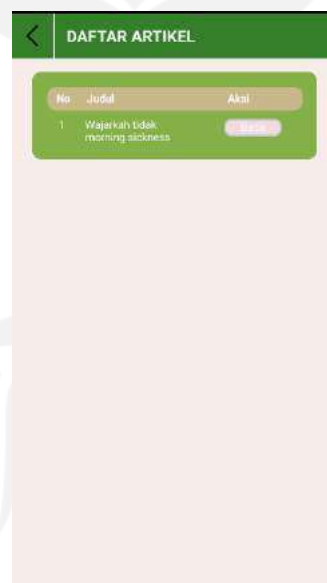 DAFTAR ARTIKEL
No Judul Aksi
1 Wajarkah tidak
morning sickness